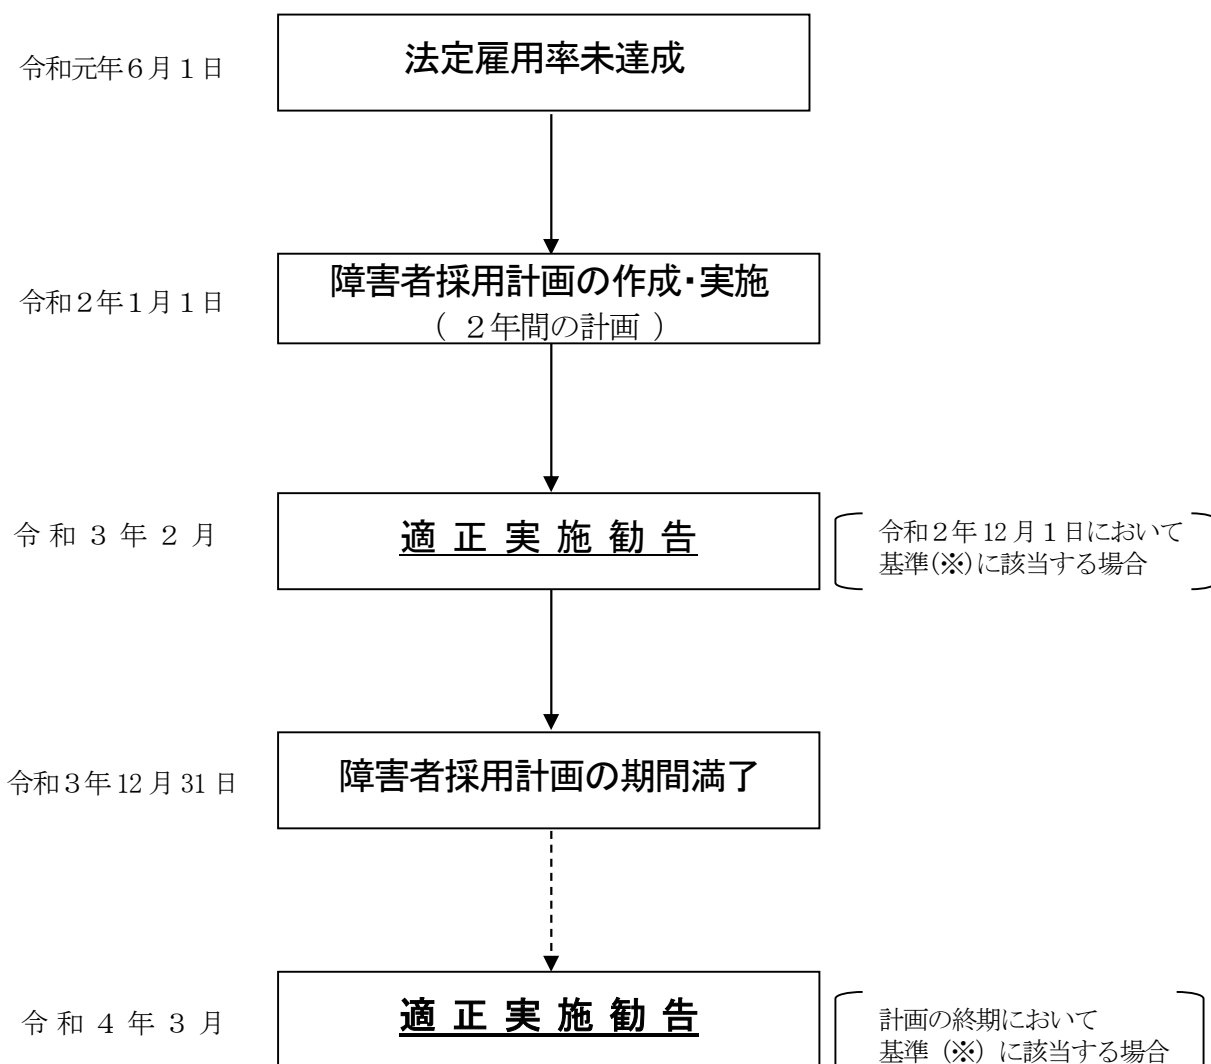 令和元年６月１日
法定雇用率未達成
令和２年１月１日
障害者採用計画の作成・実施
（ ２年間の計画 ）
令 和 ３ 年 ２ 月
適 正 実 施 勧 告
令和２年 12 月１日において
基準(※)に該当する場合
令和３年 12 月 31 日
障害者採用計画の期間満了
令 和 ４ 年 ３ 月
適 正 実 施 勧 告
計画の終期において
基準（※）に該当する場合